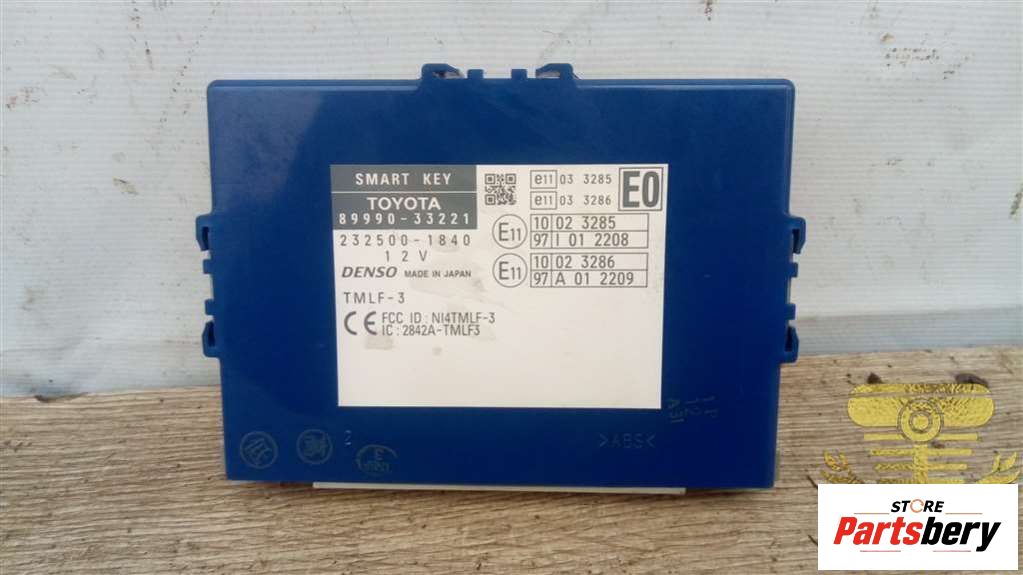 SMART KEY
TOYOTA
89990-33221
232500-1840
12V
DENSO MADE IN JAPAN
TMLF-3
CE FCC ID : NI4TMLF-3
IC : 2842A-TMLF3
e11 03 3285
e11 03 3286
E0
E11 10 02 3285
97 I 01 2208
E11 10 02 3286
97 A 01 2209
2
>ABS<
STORE
Partsbery